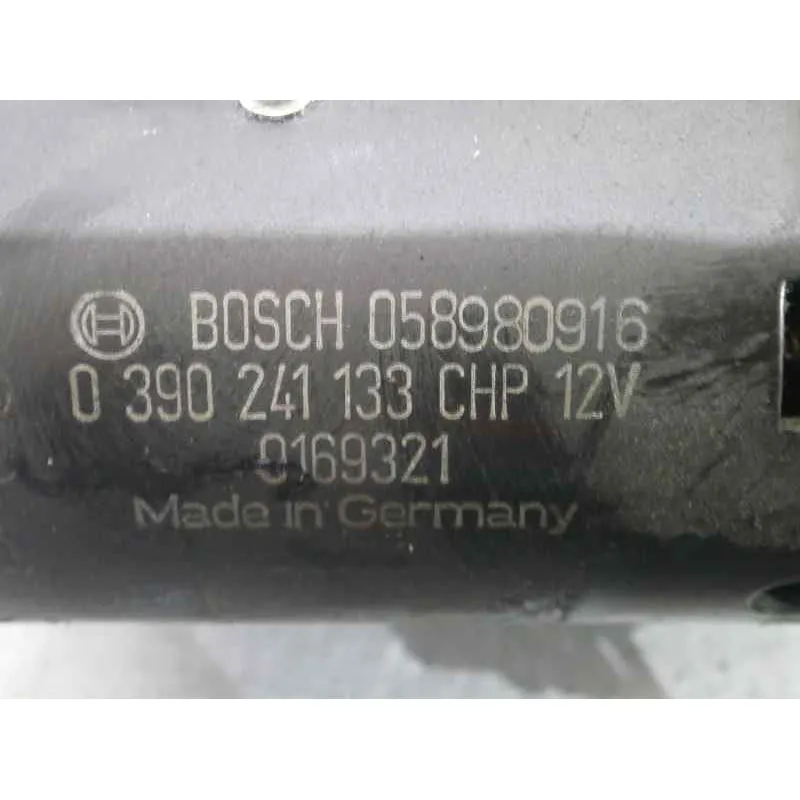 BOSCH 058980916
0 390 241 133 CHP 12V
0169321
Made in Germany